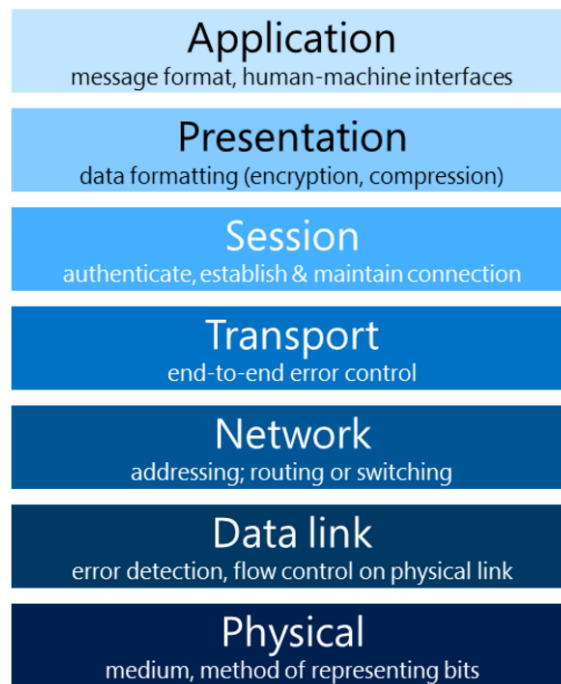 Application
message format, human-machine interfaces
Presentation
data formatting (encryption, compression)
Session
authenticate, establish & maintain connection
Transport
end-to-end error control
Network
addressing; routing or switching
Data link
error detection, flow control on physical link
Physical
medium, method of representing bits